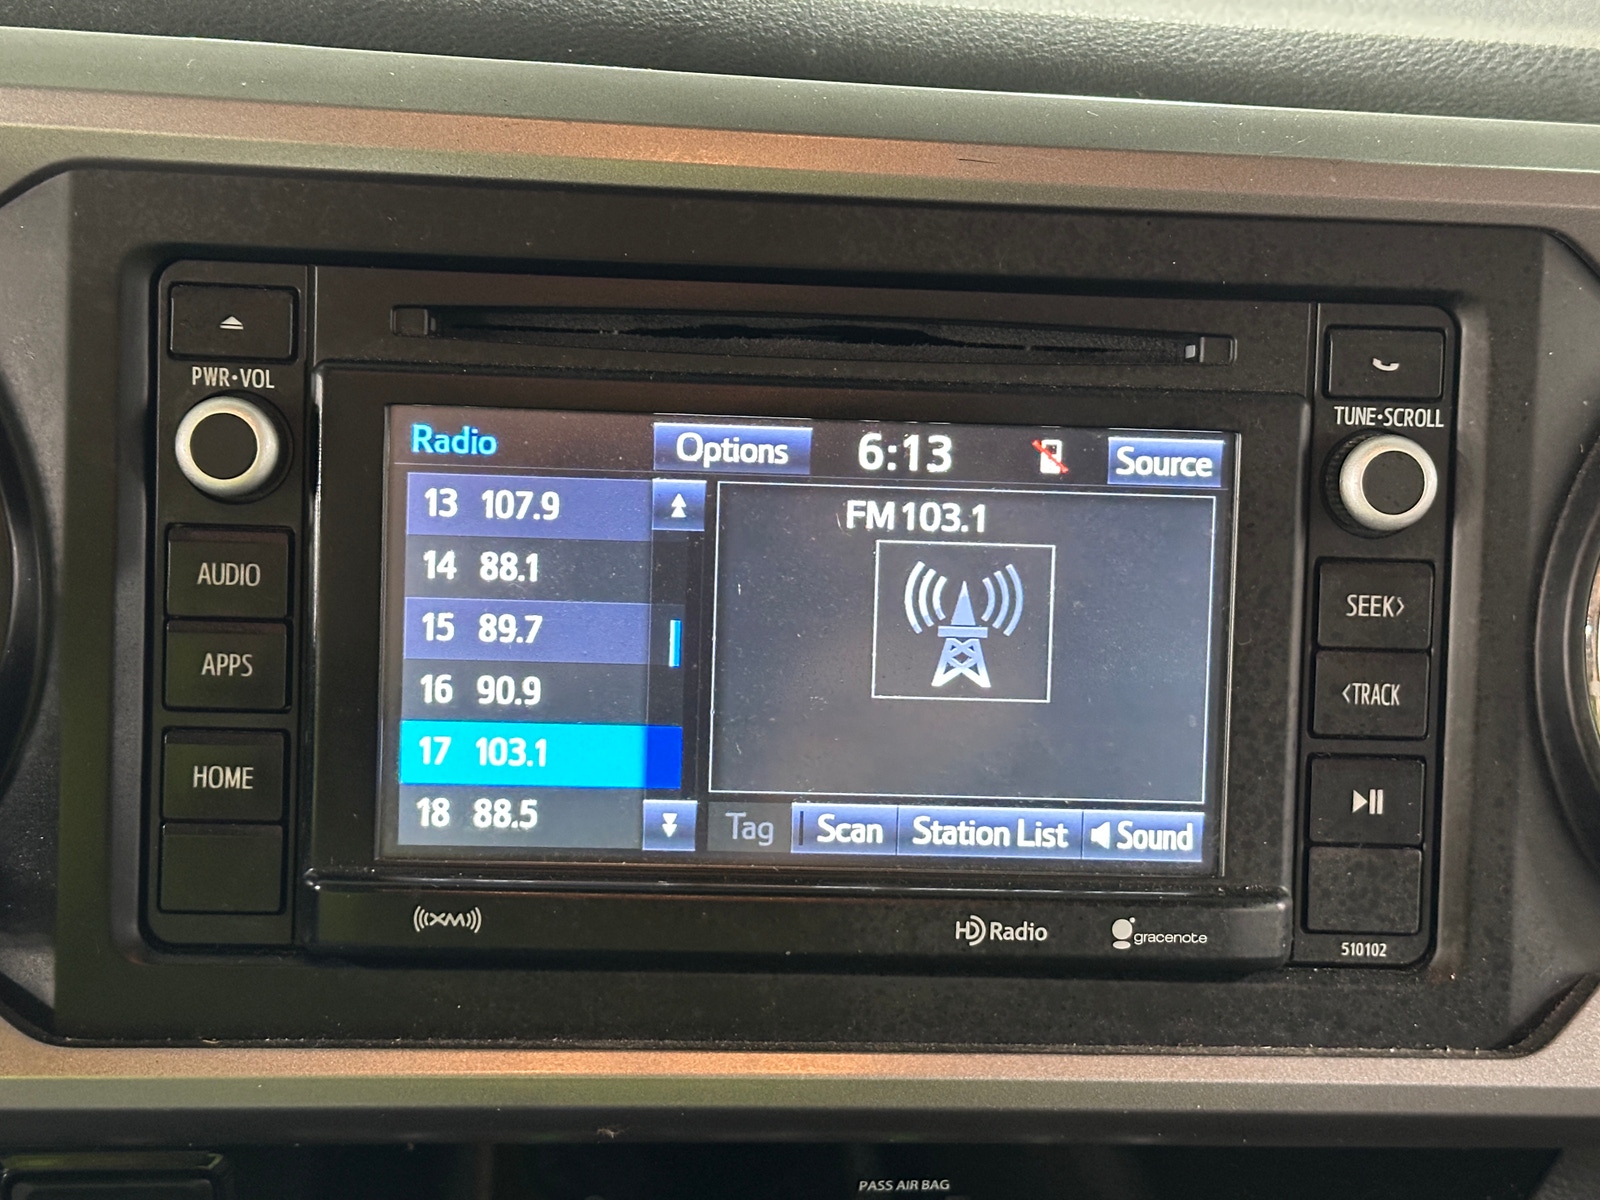 PWR•VOL
AUDIO
APPS
HOME
Radio
Options
6:13
Source
13 107.9
14 88.1
15 89.7
16 90.9
17 103.1
18 88.5
FM 103.1
Tag
Scan
Station List
Sound
TUNE•SCROLL
SEEK>
<TRACK
510102
((XM))
HD Radio
gracenote
PASS AIR BAG